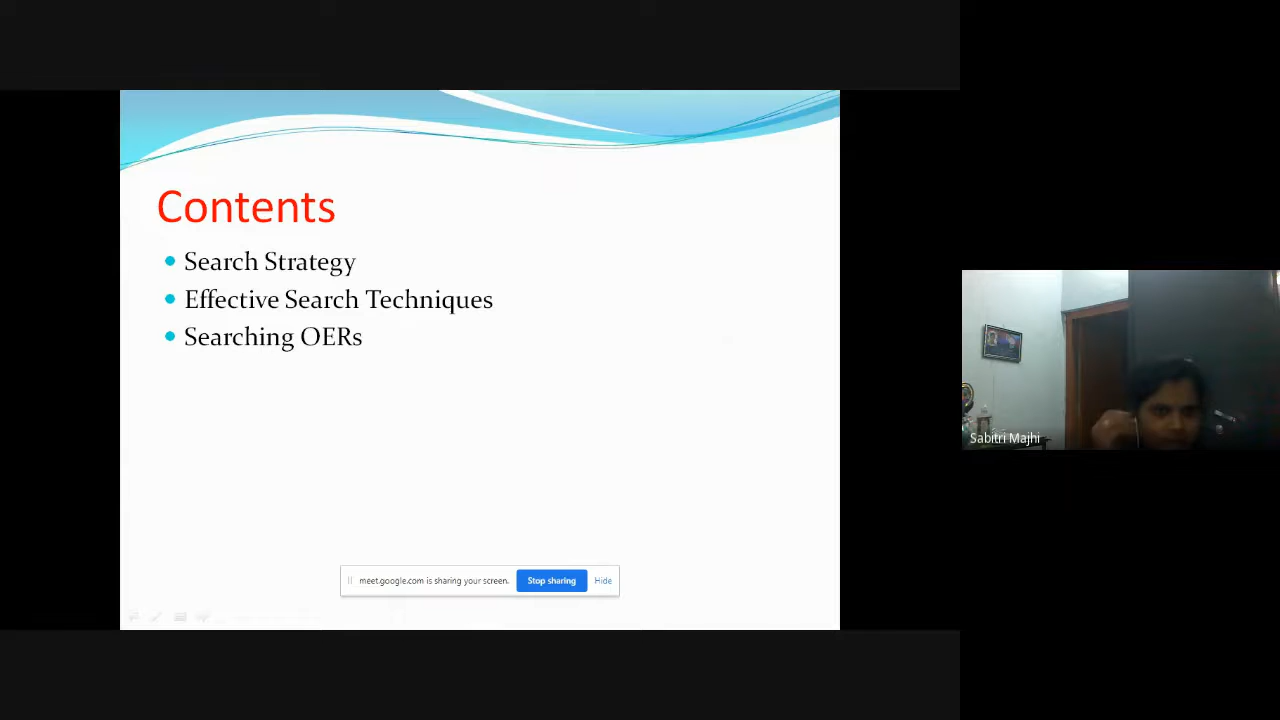 Contents
Search Strategy
Effective Search Techniques
Searching OERs
Sabitri Majhi
meet.google.com is sharing your screen.
Stop sharing
Hide